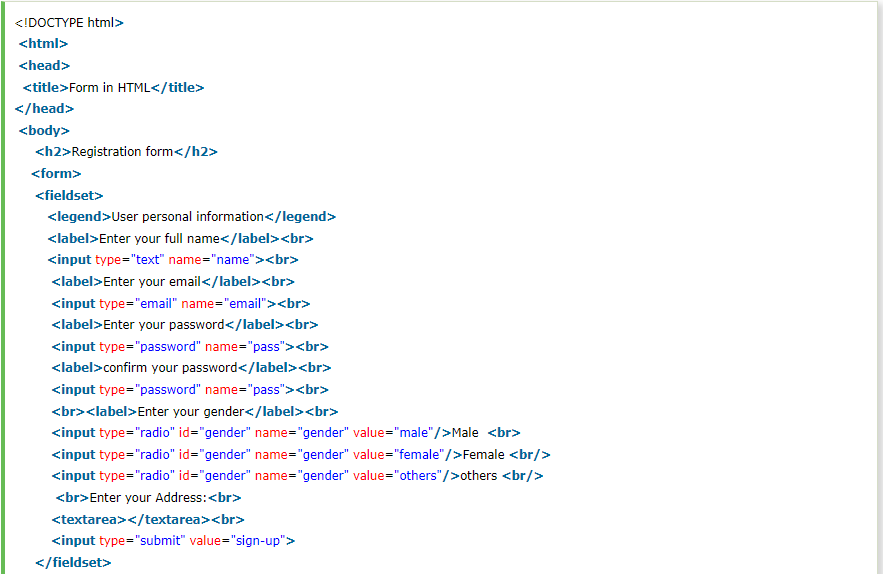 <!DOCTYPE html>
<html>
<head>
<title>Form in HTML</title>
</head>
<body>
<h2>Registration form</h2>
<form>
<fieldset>
<legend>User personal information</legend>
<label>Enter your full name</label><br>
<input type="text" name="name"><br>
<label>Enter your email</label><br>
<input type="email" name="email"><br>
<label>Enter your password</label><br>
<input type="password" name="pass"><br>
<label>confirm your password</label><br>
<input type="password" name="pass"><br>
<br><label>Enter your gender</label><br>
<input type="radio" id="gender" name="gender" value="male"/>Male  <br>
<input type="radio" id="gender" name="gender" value="female"/>Female <br/>
<input type="radio" id="gender" name="gender" value="others"/>others <br/>
<br>Enter your Address:<br>
<textarea></textarea><br>
<input type="submit" value="sign-up">
</fieldset>